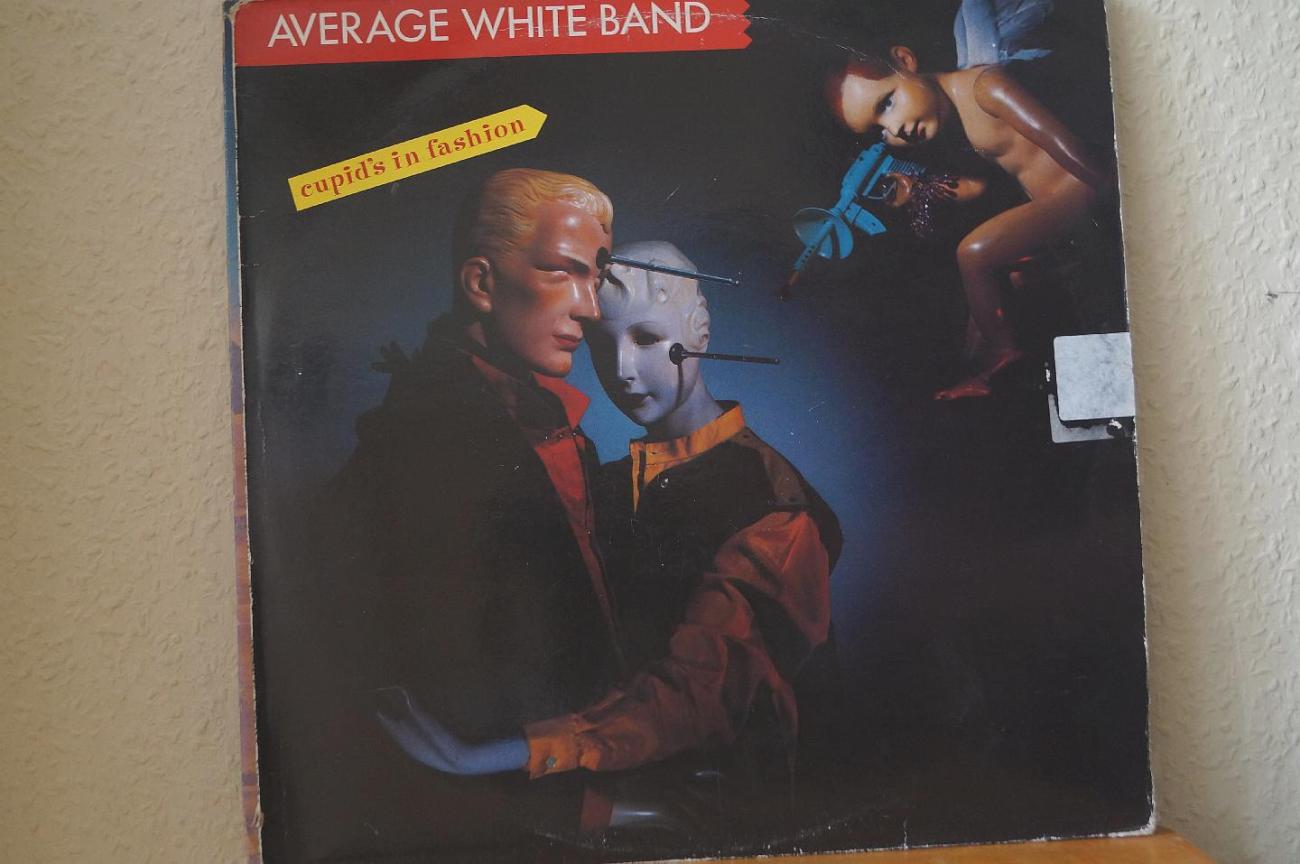 AVERAGE WHITE BAND
cupid's in fashion